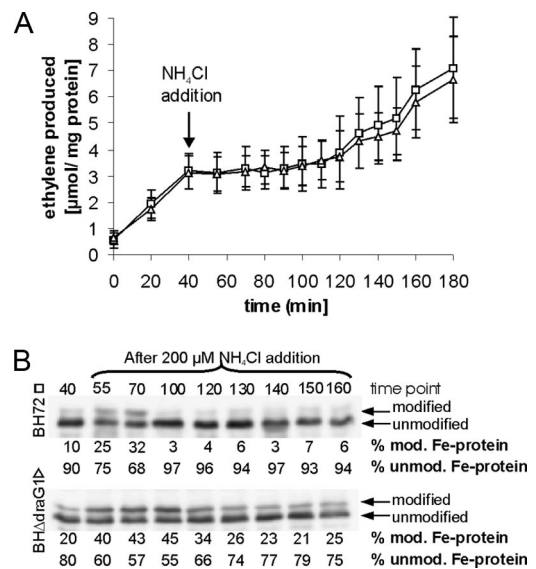 A
ethylene produced
[µmol/ mg protein]
9
8
7
6
5
4
3
2
1
0
NH₄Cl
addition
0 20 40 60 80 100 120 140 160 180
time (min)
B
After 200 µM NH₄Cl addition
BH72 □
40 55 70 100 120 130 140 150 160 time point
modified
unmodified
10 25 32 3 4 6 3 7 6 % mod. Fe-protein
90 75 68 97 96 94 97 93 94 % unmod. Fe-protein
BHΔdraG1Δ
modified
unmodified
20 40 43 45 34 26 23 21 25 % mod. Fe-protein
80 60 57 55 66 74 77 79 75 % unmod. Fe-protein